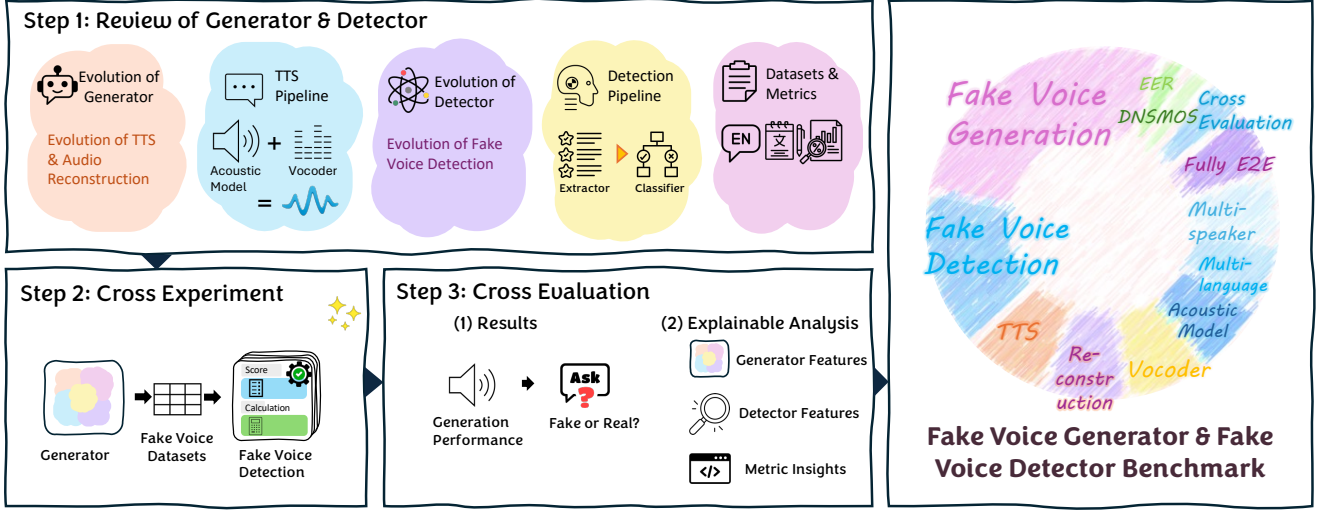 Step 1: Review of Generator & Detector
Evolution of
Generator
Evolution of TTS
& Audio
Reconstruction
TTS
Pipeline
+
Acoustic
Model
Vocoder
=
Evolution of
Detector
Evolution of Fake
Voice Detection
Detection
Pipeline
Extractor
Classifier
Datasets &
Metrics
EN
Step 2: Cross Experiment
Generator
Fake Voice
Datasets
Score
Calculation
Fake Voice
Detection
Step 3: Cross Evaluation
(1) Results
Generation
Performance
Ask
?
Fake or Real?
(2) Explainable Analysis
Generator Features
Detector Features
</>
Metric Insights
Fake Voice
Generation
EER
DNSMOS
Cross
Evaluation
Fully E2E
Multi-
speaker
Multi-
language
Acoustic
Model
Vocoder
Re-
constr
uction
TTS
Fake Voice
Detection
Fake Voice Generator & Fake
Voice Detector Benchmark